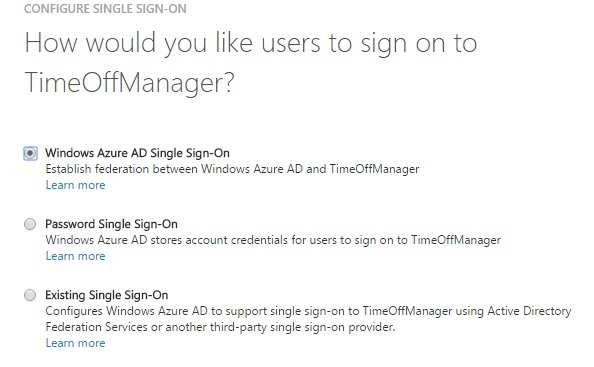 CONFIGURE SINGLE SIGN-ON
How would you like users to sign on to
TimeOffManager?
Windows Azure AD Single Sign-On
Establish federation between Windows Azure AD and TimeOffManager
Learn more
Password Single Sign-On
Windows Azure AD stores account credentials for users to sign on to TimeOffManager
Learn more
Existing Single Sign-On
Configures Windows Azure AD to support single sign-on to TimeOffManager using Active Directory
Federation Services or another third-party single sign-on provider.
Learn more